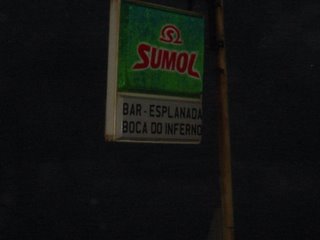 SUMOL
BAR - ESPLANADA
BOCA DO INFERNO